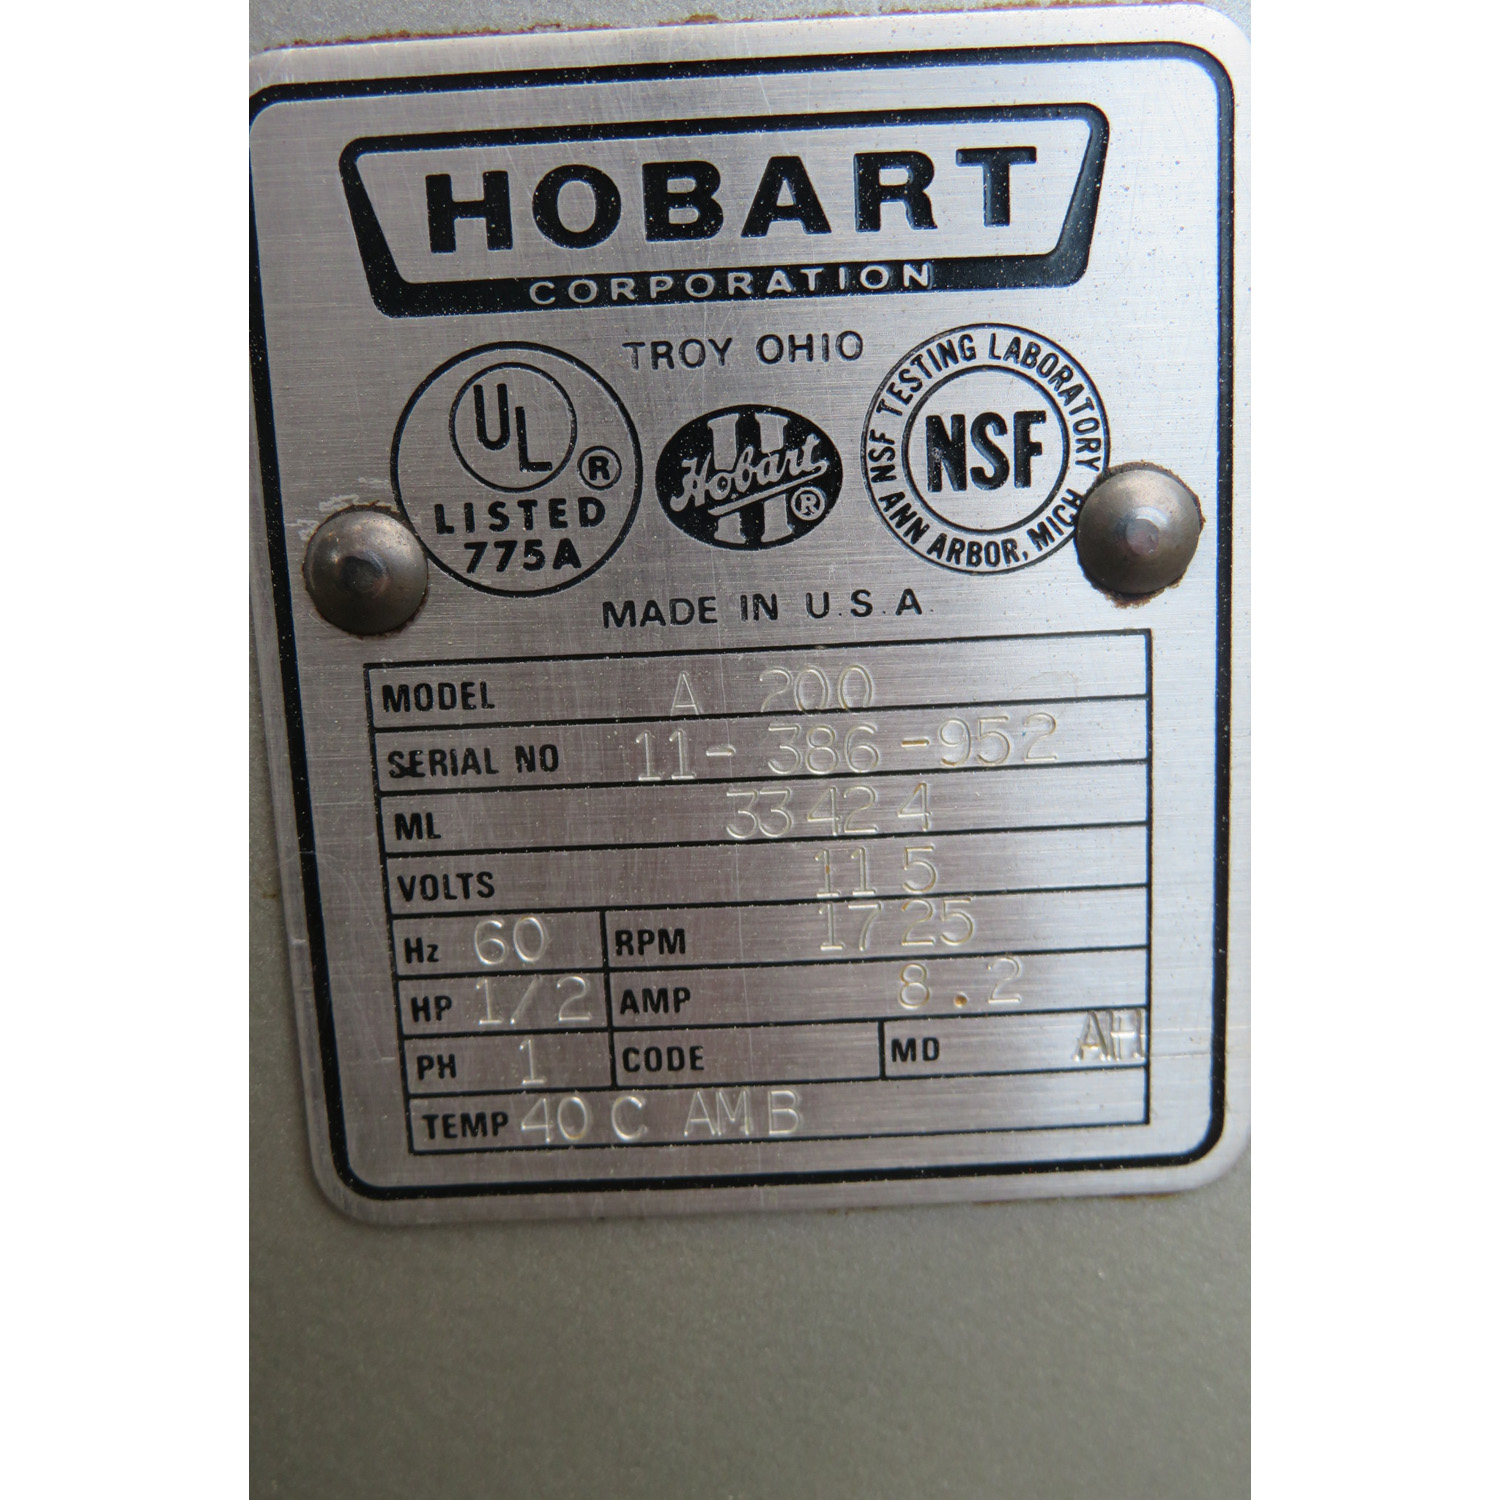 HOBART
CORPORATION
TROY OHIO
UL ®
LISTED
775A
Hobart ®
NSF TESTING LABORATORY
NSF
ANN ARBOR, MICH
MADE IN U.S.A.
MODEL A 200
SERIAL NO 11-386-952
ML 33424
VOLTS 115
Hz 60 RPM 1725
HP 1/2 AMP 8.2
PH 1 CODE MD AH
TEMP 40 C AMB